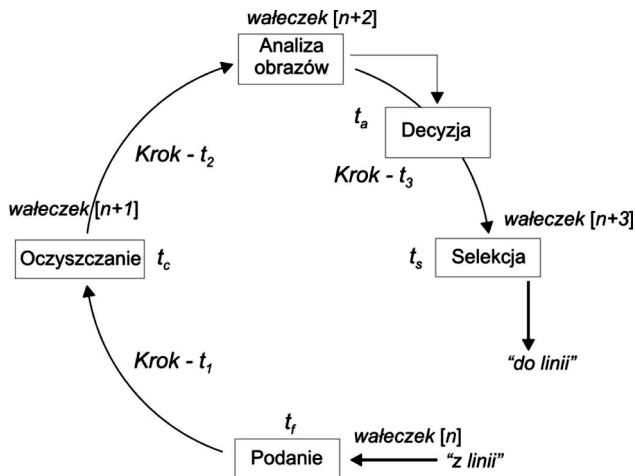 wałeczek [n+2]
Analiza
obrazów
t_a
Decyzja
Krok - t_2
Krok - t_3
wałeczek [n+1]
wałeczek [n+3]
Oczyszczanie
t_c
t_s
Selekcja
Krok - t_1
"do linii"
t_f
wałeczek [n]
Podanie
"z linii"